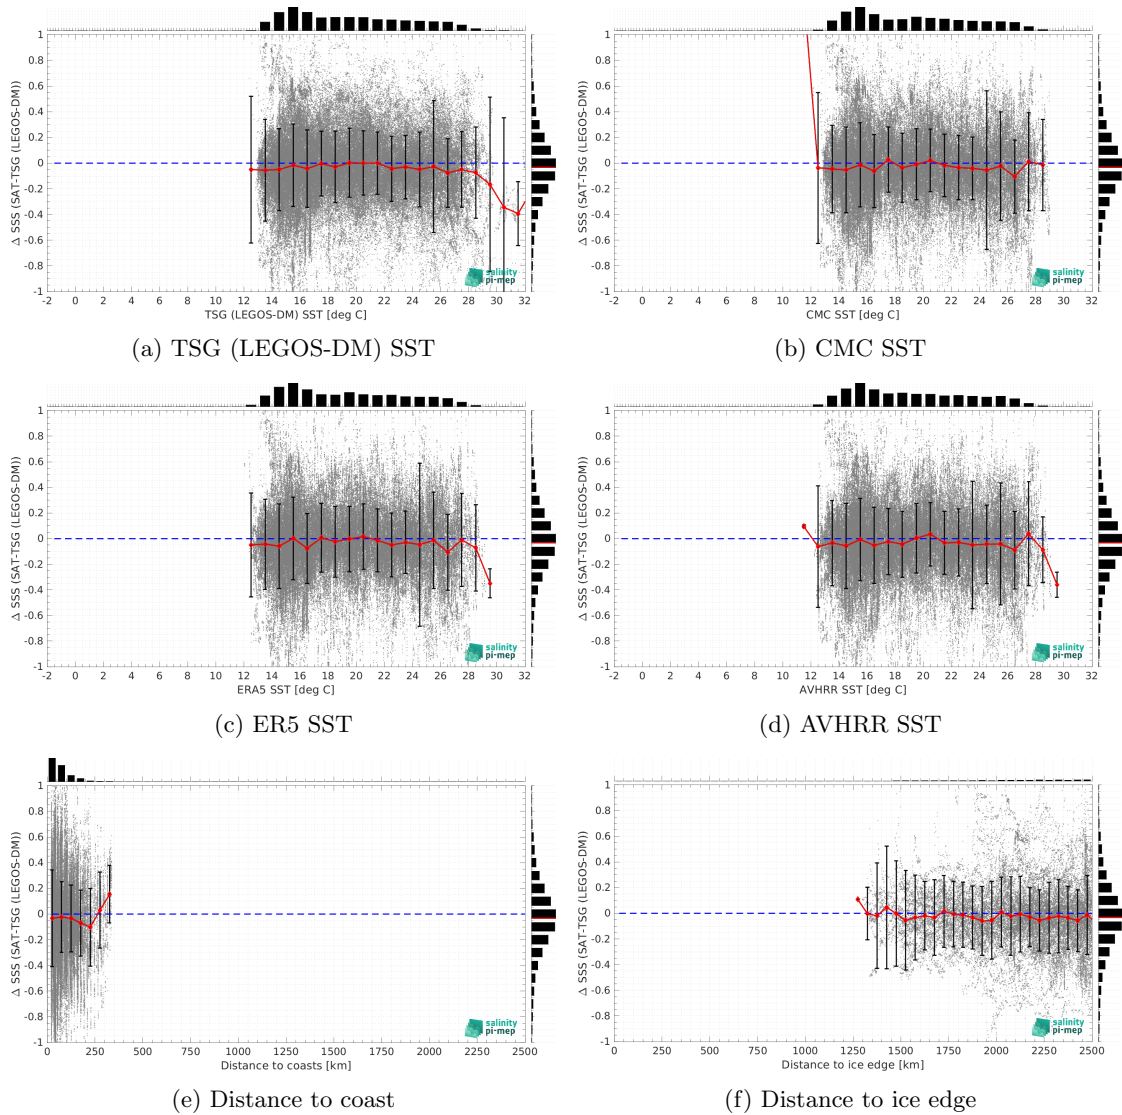 1
0.8
0.6
0.4
0.2
0
-0.2
-0.4
-0.6
-0.8
-1
Δ SSS (SAT-TSG (LEGOS-DM))
salinity
pi-mep
-2 0 2 4 6 8 10 12 14 16 18 20 22 24 26 28 30 32
TSG (LEGOS-DM) SST [deg C]
(a) TSG (LEGOS-DM) SST
1
0.8
0.6
0.4
0.2
0
-0.2
-0.4
-0.6
-0.8
-1
Δ SSS (SAT-TSG (LEGOS-DM))
salinity
pi-mep
-2 0 2 4 6 8 10 12 14 16 18 20 22 24 26 28 30 32
CMC SST [deg C]
(b) CMC SST
1
0.8
0.6
0.4
0.2
0
-0.2
-0.4
-0.6
-0.8
-1
Δ SSS (SAT-TSG (LEGOS-DM))
salinity
pi-mep
-2 0 2 4 6 8 10 12 14 16 18 20 22 24 26 28 30 32
ERA5 SST [deg C]
(c) ER5 SST
1
0.8
0.6
0.4
0.2
0
-0.2
-0.4
-0.6
-0.8
-1
Δ SSS (SAT-TSG (LEGOS-DM))
salinity
pi-mep
-2 0 2 4 6 8 10 12 14 16 18 20 22 24 26 28 30 32
AVHRR SST [deg C]
(d) AVHRR SST
1
0.8
0.6
0.4
0.2
0
-0.2
-0.4
-0.6
-0.8
-1
Δ SSS (SAT-TSG (LEGOS-DM))
salinity
pi-mep
0 250 500 750 1000 1250 1500 1750 2000 2250 2500
Distance to coasts [km]
(e) Distance to coast
1
0.8
0.6
0.4
0.2
0
-0.2
-0.4
-0.6
-0.8
-1
Δ SSS (SAT-TSG (LEGOS-DM))
salinity
pi-mep
0 250 500 750 1000 1250 1500 1750 2000 2250 2500
Distance to ice edge [km]
(f) Distance to ice edge